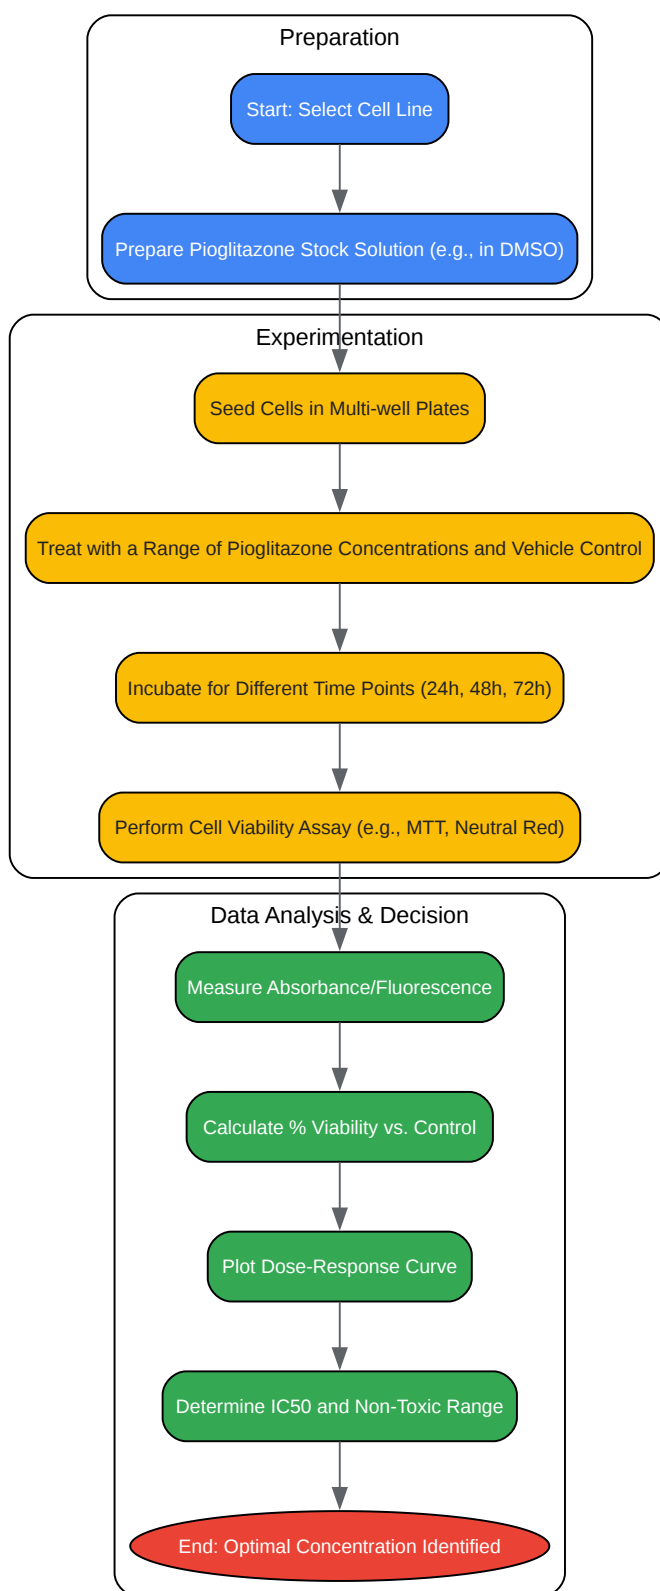 Preparation
Start: Select Cell Line
Prepare Pioglitazone Stock Solution (e.g., in DMSO)
Experimentation
Seed Cells in Multi-well Plates
Treat with a Range of Pioglitazone Concentrations and Vehicle Control
Incubate for Different Time Points (24h, 48h, 72h)
Perform Cell Viability Assay (e.g., MTT, Neutral Red)
Data Analysis & Decision
Measure Absorbance/Fluorescence
Calculate % Viability vs. Control
Plot Dose-Response Curve
Determine IC50 and Non-Toxic Range
End: Optimal Concentration Identified